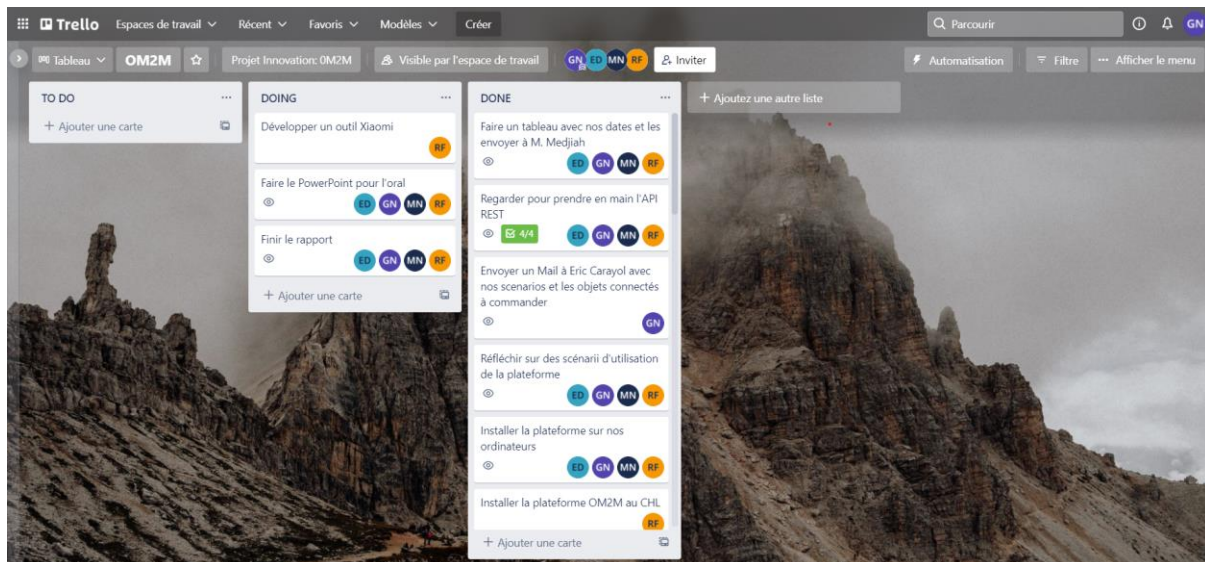 Trello Espaces de travail Récent Favoris Modèles Créer Parcourir GN
Tableau OM2M Projet Innovation: OM2M Visible par l'espace de travail GN ED MN RF Inviter Automatisation Filtre ... Afficher le menu
TO DO ...
+ Ajouter une carte
DOING ...
Développer un outil Xiaomi
RF
Faire le PowerPoint pour l'oral
ED GN MN RF
Finir le rapport
ED GN MN RF
+ Ajouter une carte
DONE ...
Faire un tableau avec nos dates et les
envoyer à M. Medjiah
ED GN MN RF
Regarder pour prendre en main l'API
REST
4/4 ED GN MN RF
Envoyer un Mail à Eric Carayol avec
nos scenarios et les objets connectés
à commander
GN
Réfléchir sur des scénarii d'utilisation
de la plateforme
ED GN MN RF
Installer la plateforme sur nos
ordinateurs
ED GN MN RF
Installer la plateforme OM2M au CHL
RF
+ Ajouter une carte
+ Ajoutez une autre liste